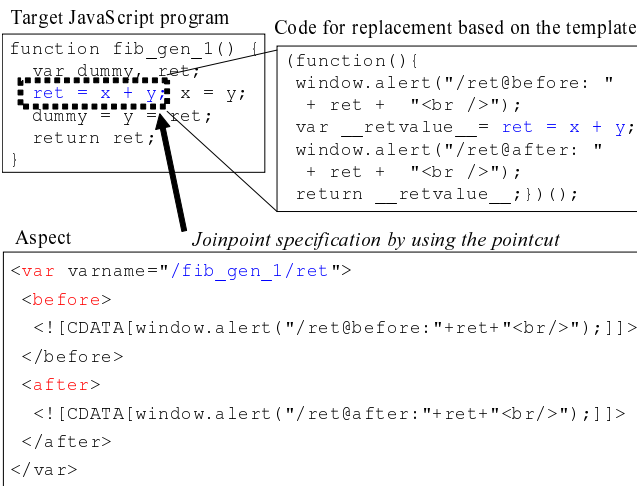 Target JavaScript program
function fib_gen_1() {
var dummy, ret;
ret = x + y; x = y;
dummy = y = ret;
return ret;
}
Code for replacement based on the template
(function(){
window.alert("/ret@before: "
+ ret +  "<br />");
var __retvalue__= ret = x + y;
window.alert("/ret@after: "
+ ret +  "<br />");
return __retvalue__;})();
Joinpoint specification by using the pointcut
Aspect
<var varname="/fib_gen_1/ret">
<before>
<![CDATA[window.alert("/ret@before:"+ret+"<br/>");]]>
</before>
<after>
<![CDATA[window.alert("/ret@after:"+ret+"<br/>");]]>
</after>
</var>